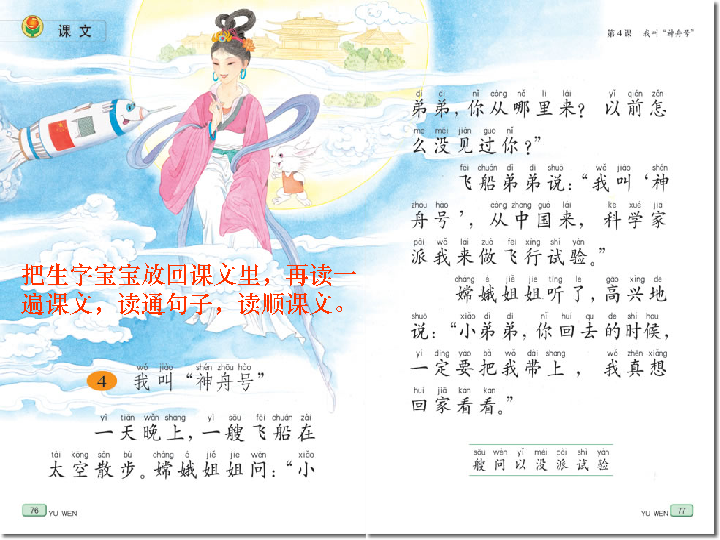 课文
把生字宝宝放回课文里，再读一
遍课文，读通句子，读顺课文。
wǒ jiào shén zhōu hào
4 我叫“神舟号”
yì tiān wǎn shang yì sōu fēi chuán zài
一天晚上，一艘飞船在
tài kōng sàn bù cháng é jiě jie wèn xiǎo
太空散步。嫦娥姐姐问：“小
76 YU WEN
第4课 我叫“神舟号”
dì di nǐ cóng nǎ lǐ lái yǐ qián zěn
弟弟，你从哪里来？以前怎
me méi jiàn guo nǐ
么没见过你？”
fēi chuán dì di shuō wǒ jiào shén
飞船弟弟说：“我叫‘神
zhōu hào cóng zhōng guó lái kē xué jiā
舟号’，从中国来，科学家
pài wǒ lái zuò fēi xíng shì yàn
派我来做飞行试验。”
cháng é jiě jie tīng le gāo xìng de
嫦娥姐姐听了，高兴地
shuō xiǎo dì di nǐ huí qù de shí hou
说：“小弟弟，你回去的时候，
yí dìng yào bǎ wǒ dài shang wǒ zhēn xiǎng
一定要把我带上，我真想
huí jiā kàn kan
回家看看。”
sōu wèn yǐ méi pài shì yàn
艘问以没派试验
YU WEN 77